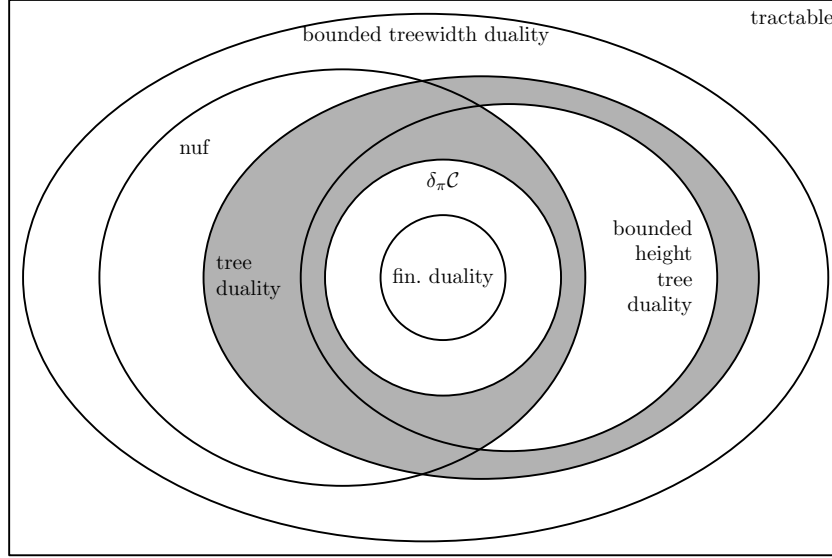 tractable
bounded treewidth duality
nuf
δπ𝒞
bounded
height
tree
duality
tree
duality
fin. duality